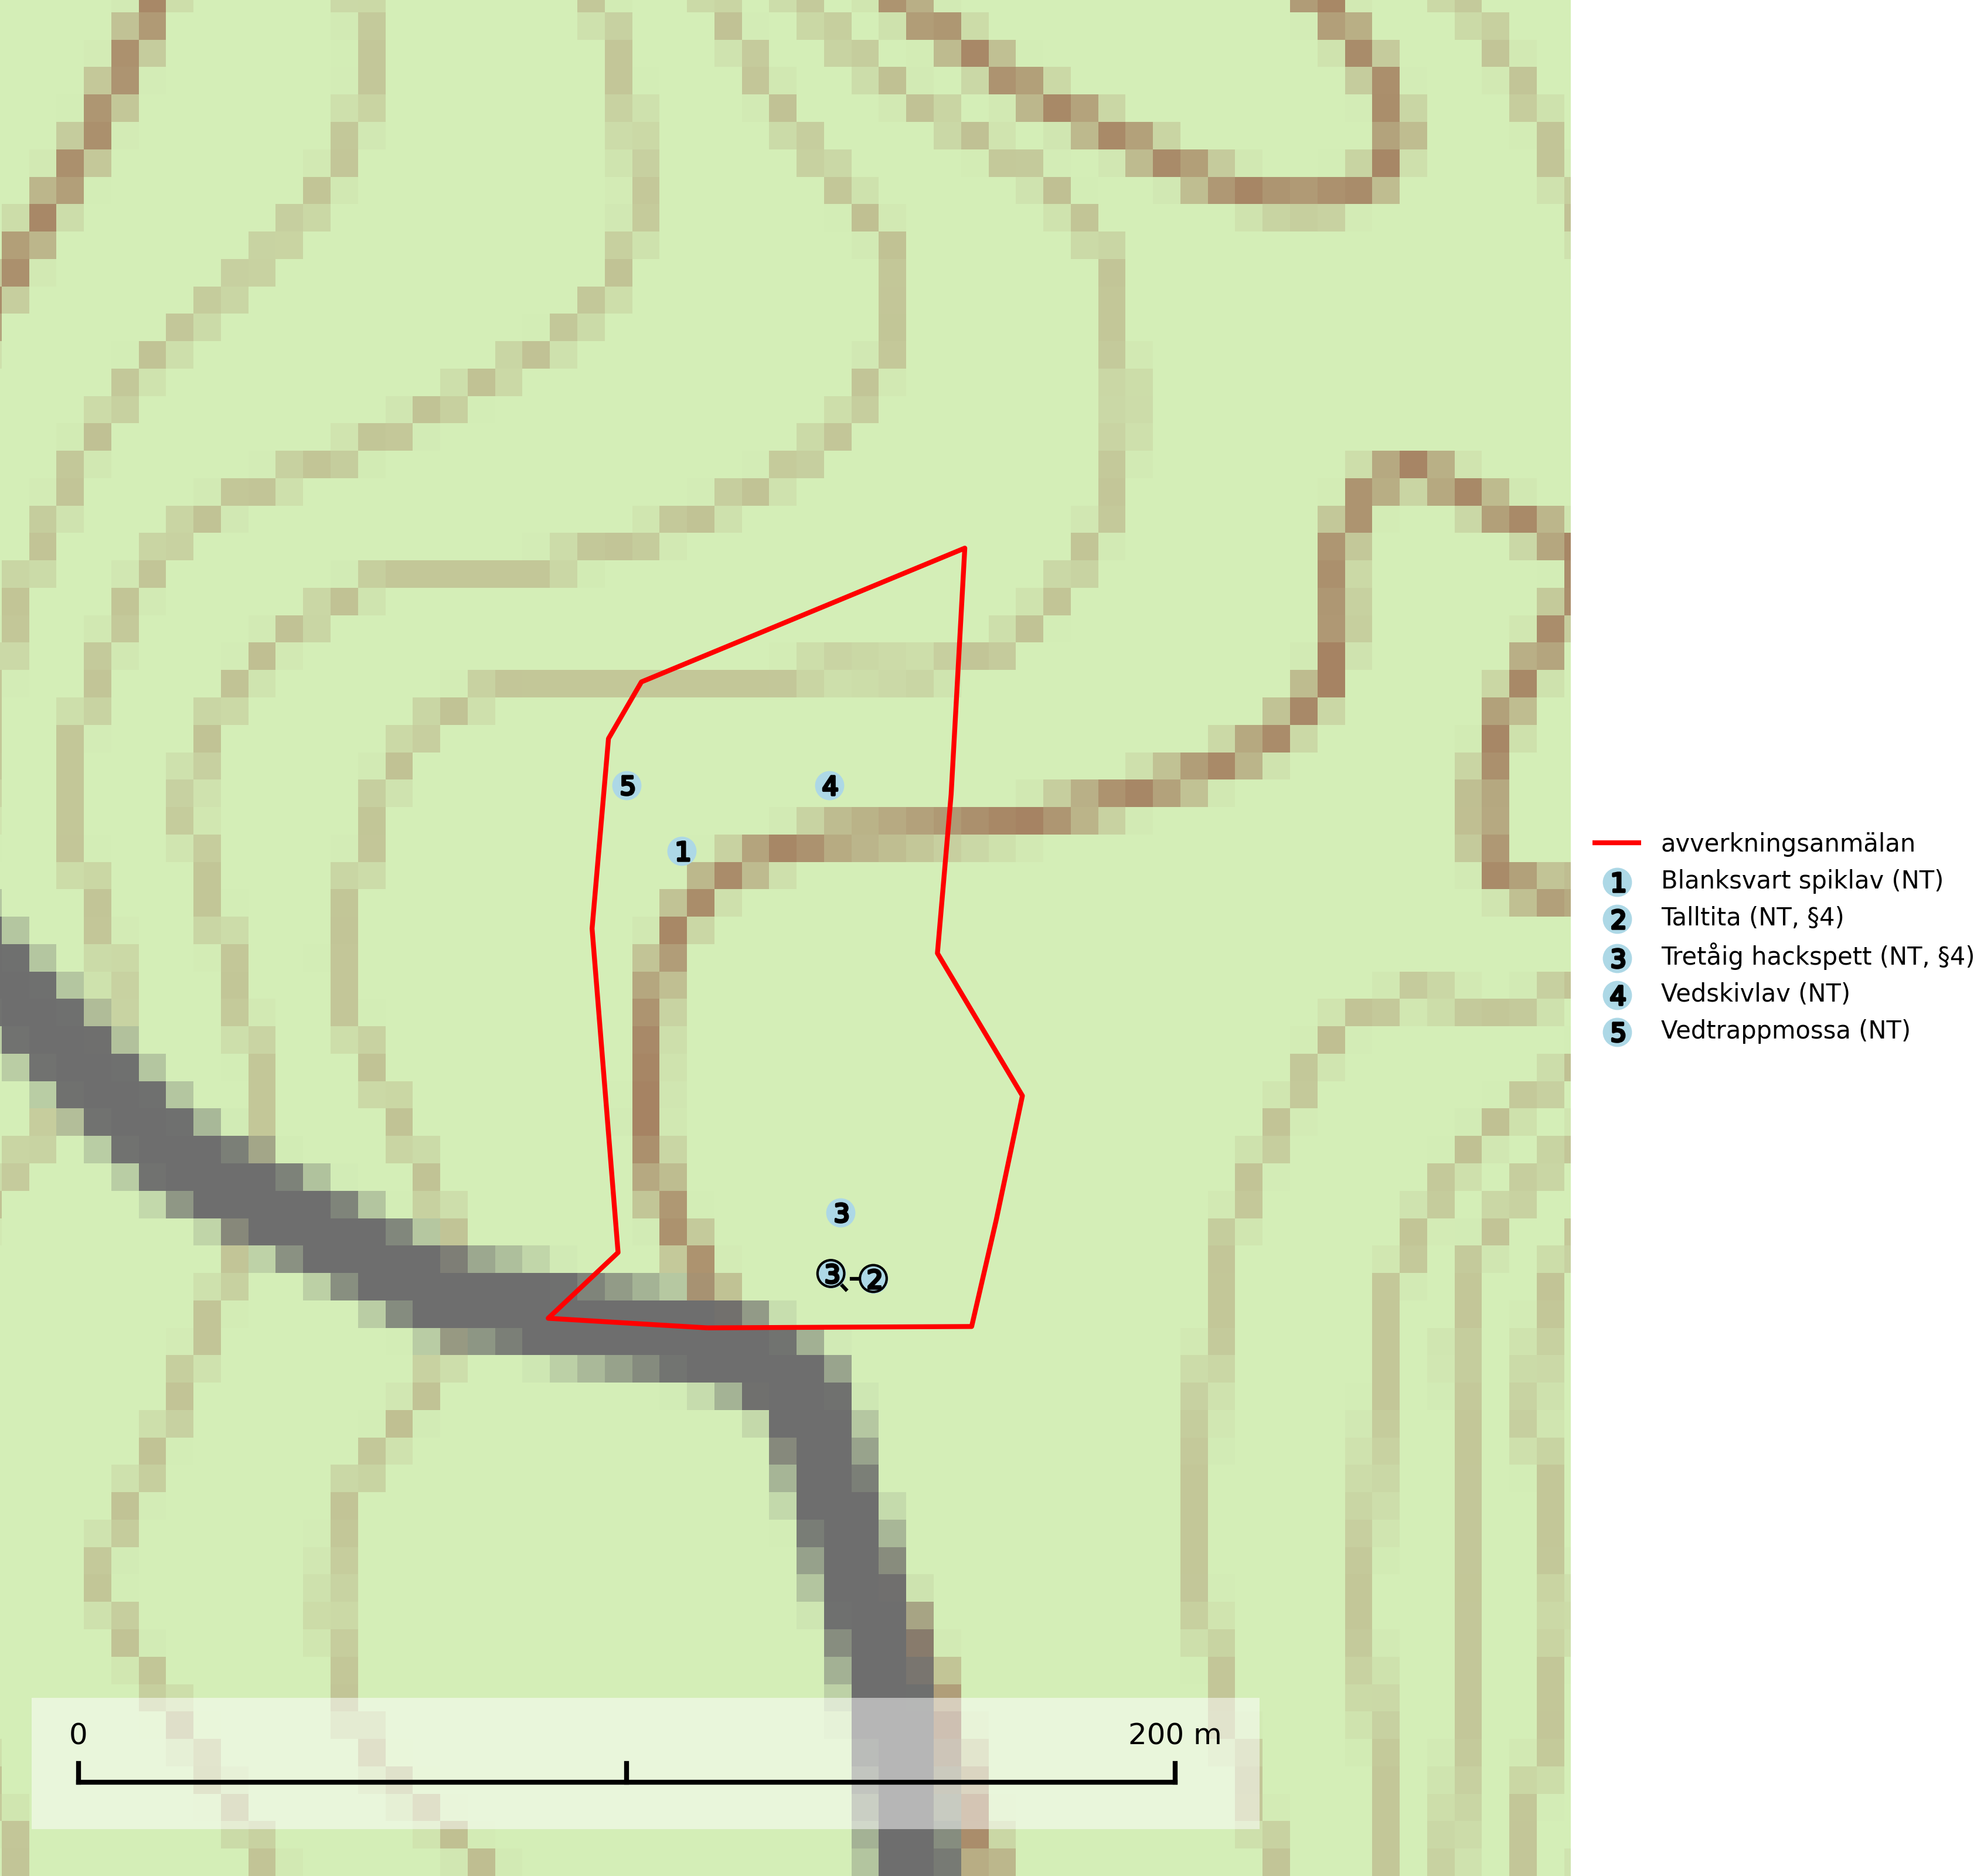 5
4
1
3
3
2
0
200 m
avverkningsanmälan
1 Blanksvart spiklav (NT)
2 Talltita (NT, §4)
3 Tretåig hackspett (NT, §4)
4 Vedskivlav (NT)
5 Vedtrappmossa (NT)